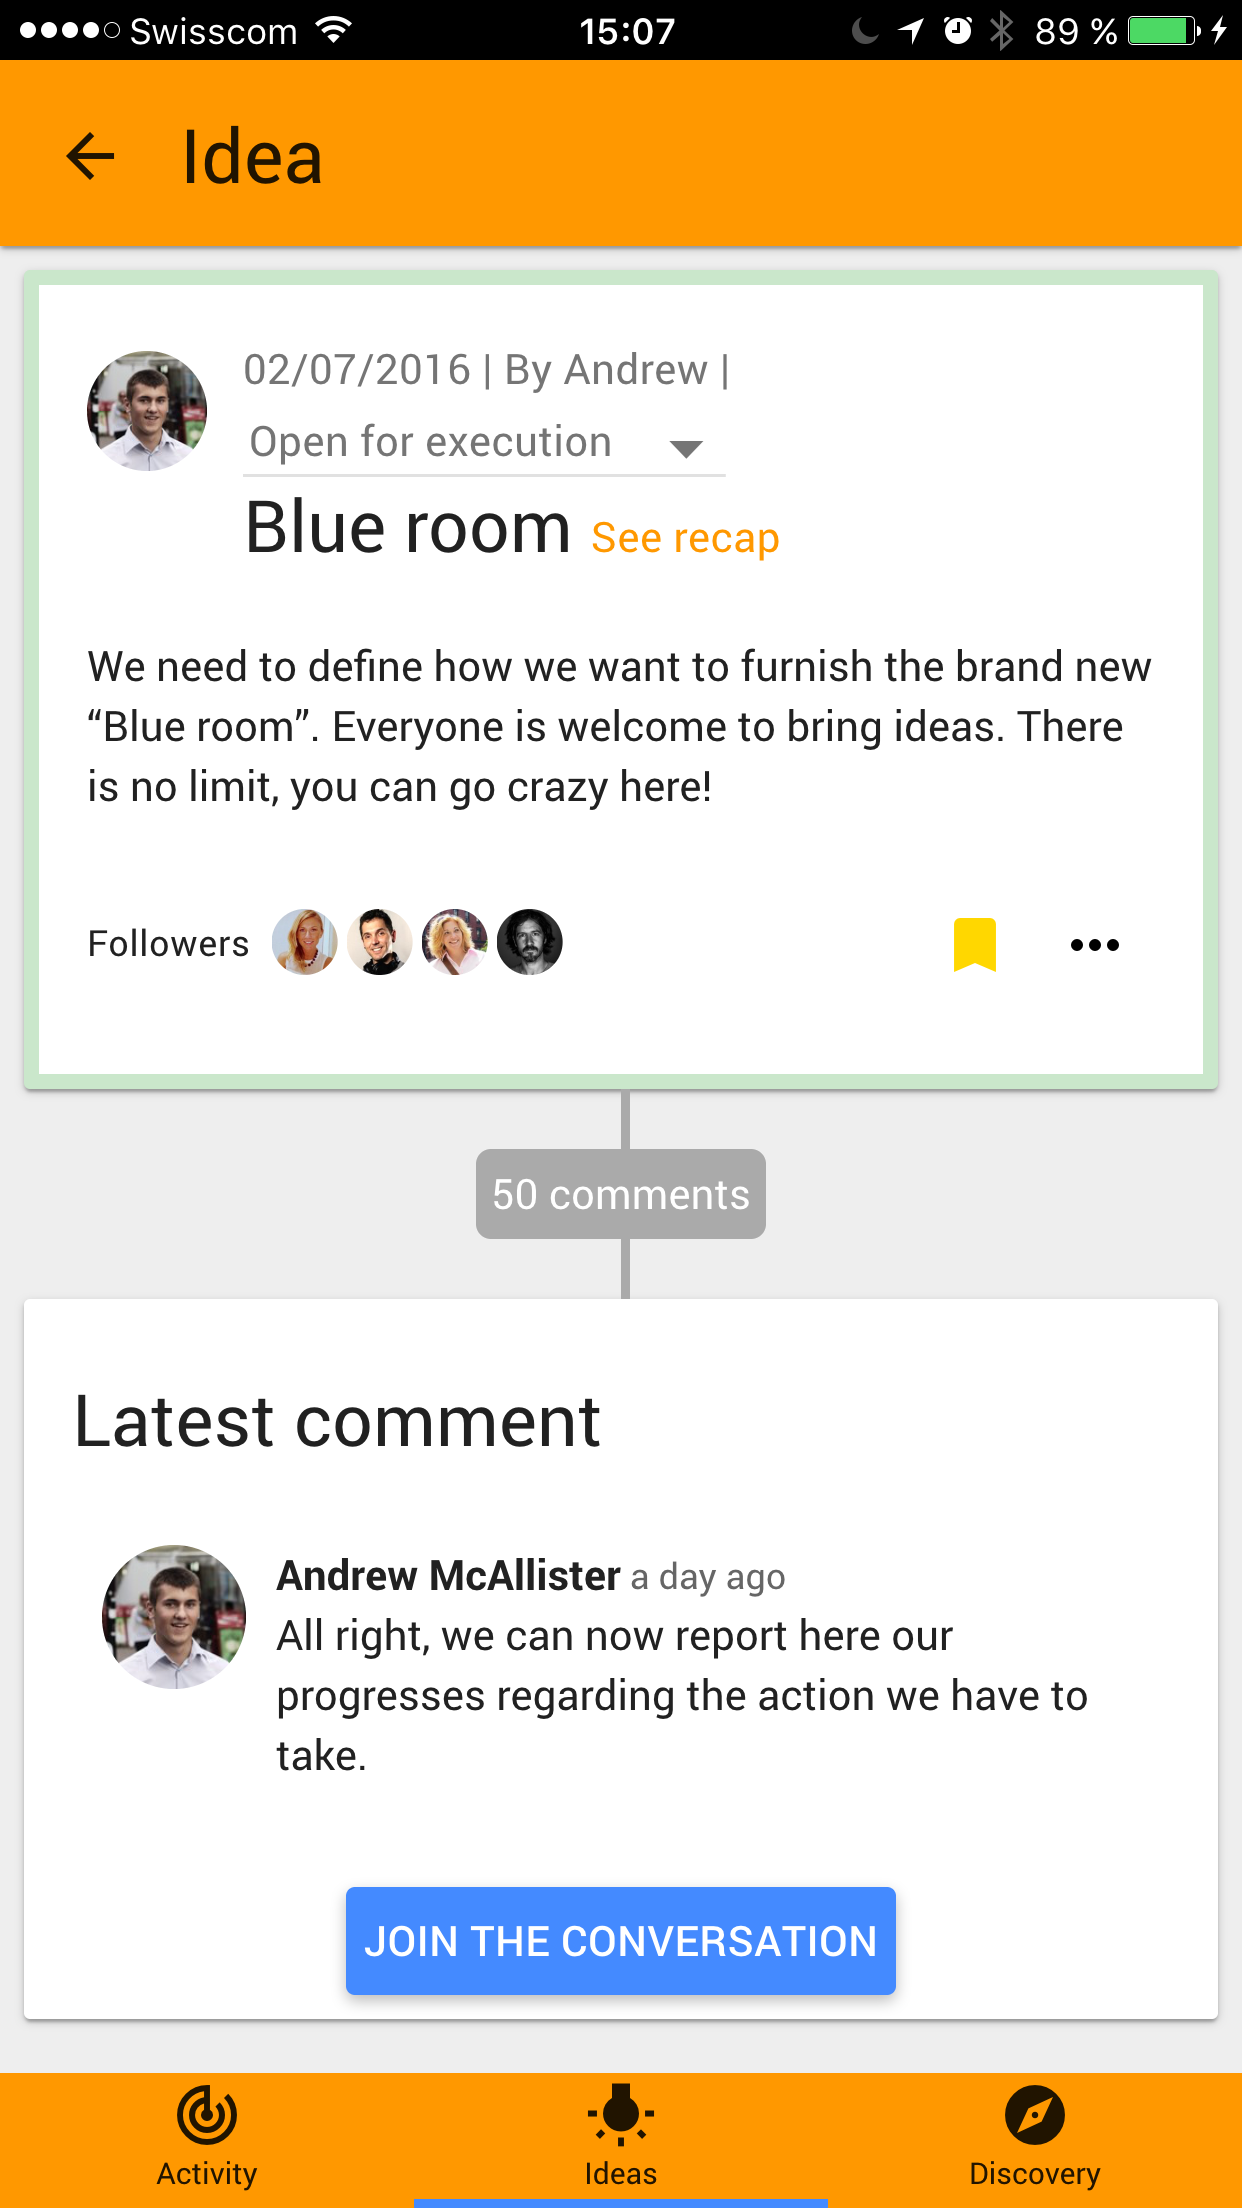 Swisscom 15:07 89 %
Idea
02/07/2016 | By Andrew |
Open for execution
Blue room See recap
We need to define how we want to furnish the brand new
“Blue room”. Everyone is welcome to bring ideas. There
is no limit, you can go crazy here!
Followers
50 comments
Latest comment
Andrew McAllister a day ago
All right, we can now report here our
progresses regarding the action we have to
take.
JOIN THE CONVERSATION
Activity Ideas Discovery